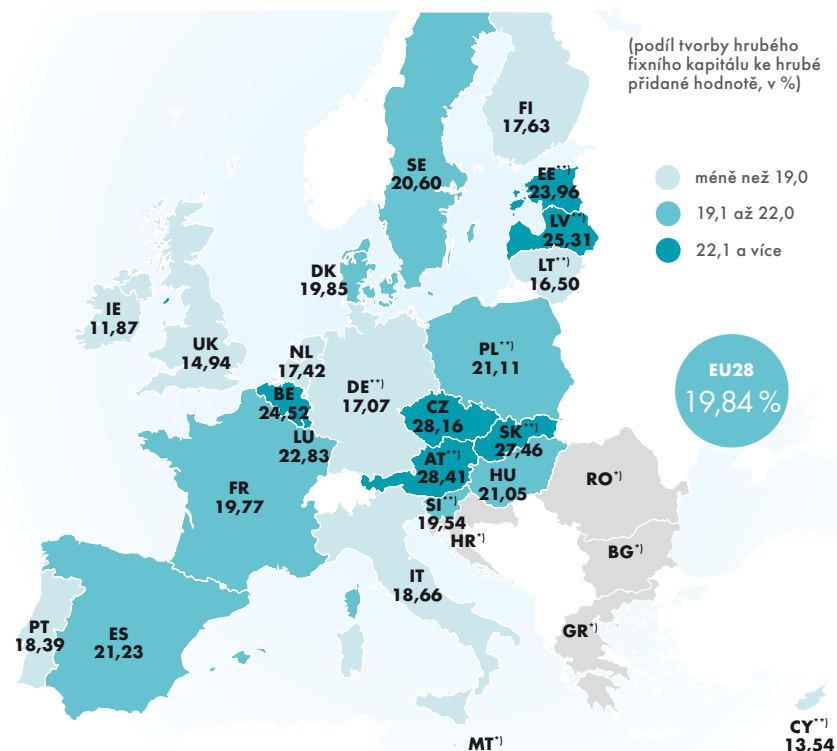 (podíl tvorby hrubého
fixního kapitálu ke hrubé
přidané hodnotě, v %)
FI
17,63
SE
20,60
EE**)
23,96
méně než 19,0
LV**)
25,31
19,1 až 22,0
22,1 a více
LT**)
16,50
DK
19,85
IE
11,87
UK
14,94
NL
17,42
PL**)
21,11
DE**)
17,07
EU28
19,84 %
BE
24,52
CZ
28,16
LU
22,83
SK**)
27,46
AT**)
28,41
HU
21,05
FR
19,77
RO*)
SI**)
19,54
HR*)
BG*)
IT
18,66
PT
18,39
ES
21,23
GR*)
CY**)
13,54
MT*)